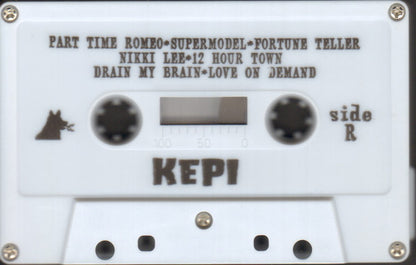 PART TIME ROMEO•SUPERMODEL•FORTUNE TELLER
NIKKI LEE•12 HOUR TOWN
DRAIN MY BRAIN•LOVE ON DEMAND
side
R
100 50 0
KEPI